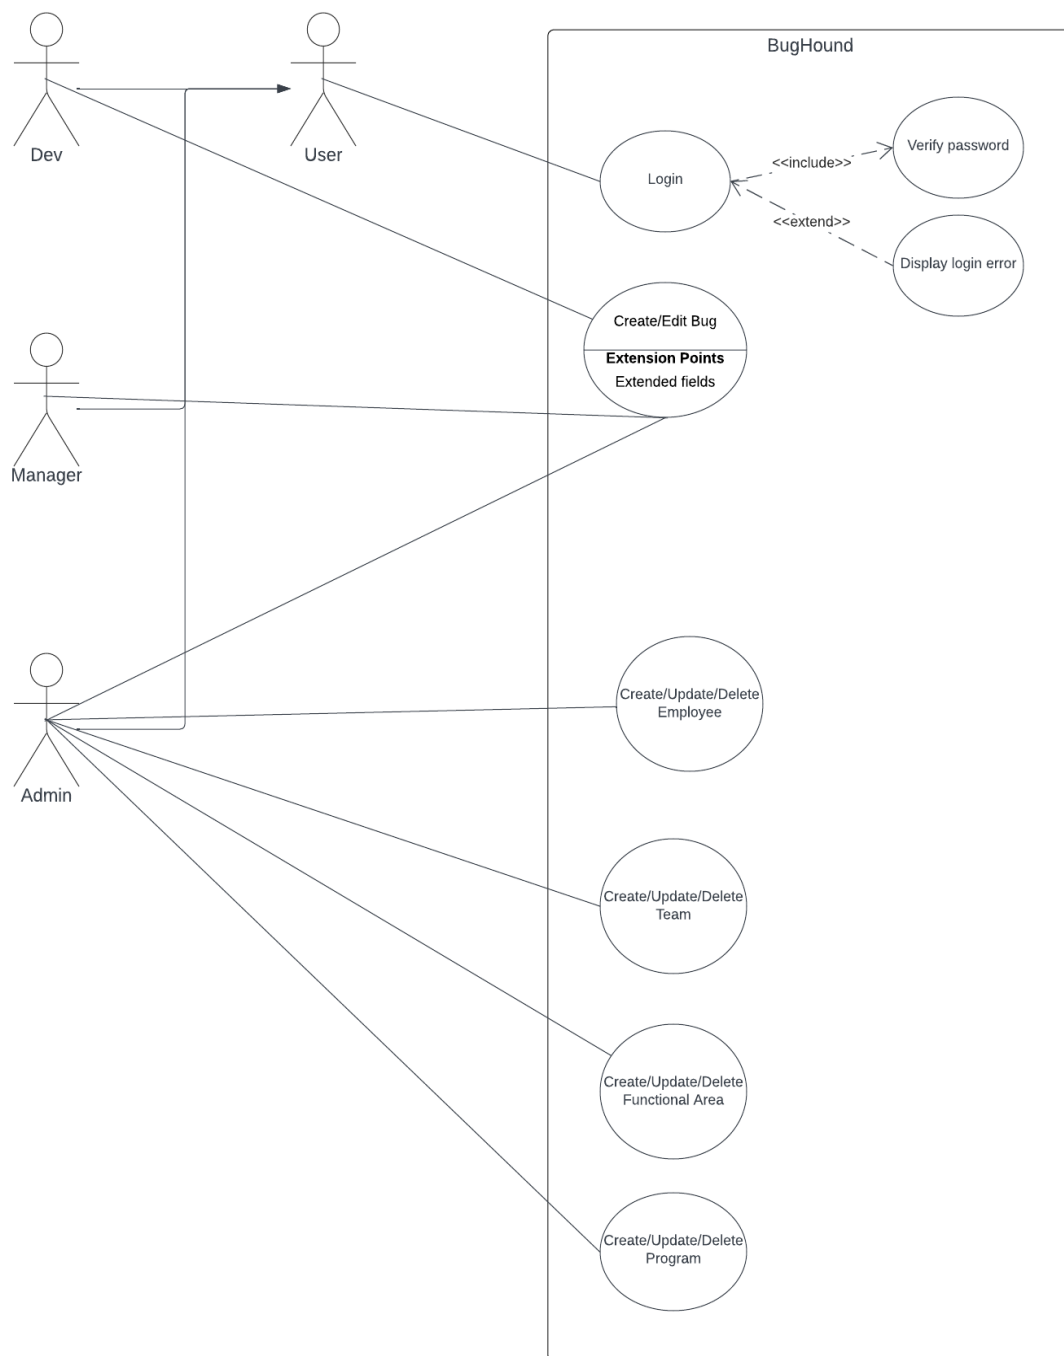 BugHound
Dev
User
Login
<<include>>
Verify password
<<extend>>
Display login error
Create/Edit Bug
Extension Points
Extended fields
Manager
Create/Update/Delete
Employee
Admin
Create/Update/Delete
Team
Create/Update/Delete
Functional Area
Create/Update/Delete
Program